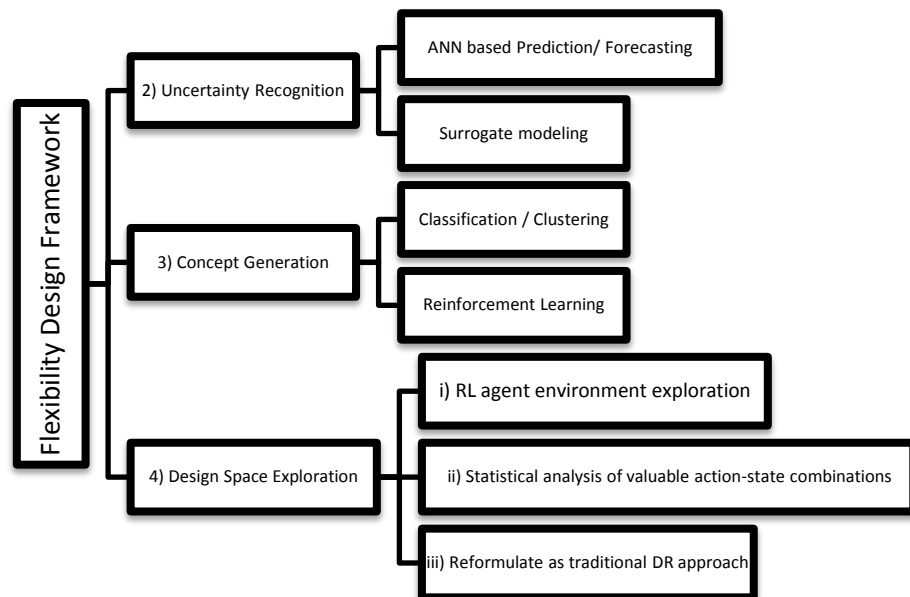 Flexibility Design Framework
2) Uncertainty Recognition
ANN based Prediction/ Forecasting
Surrogate modeling
3) Concept Generation
Classification / Clustering
Reinforcement Learning
4) Design Space Exploration
i) RL agent environment exploration
ii) Statistical analysis of valuable action-state combinations
iii) Reformulate as traditional DR approach